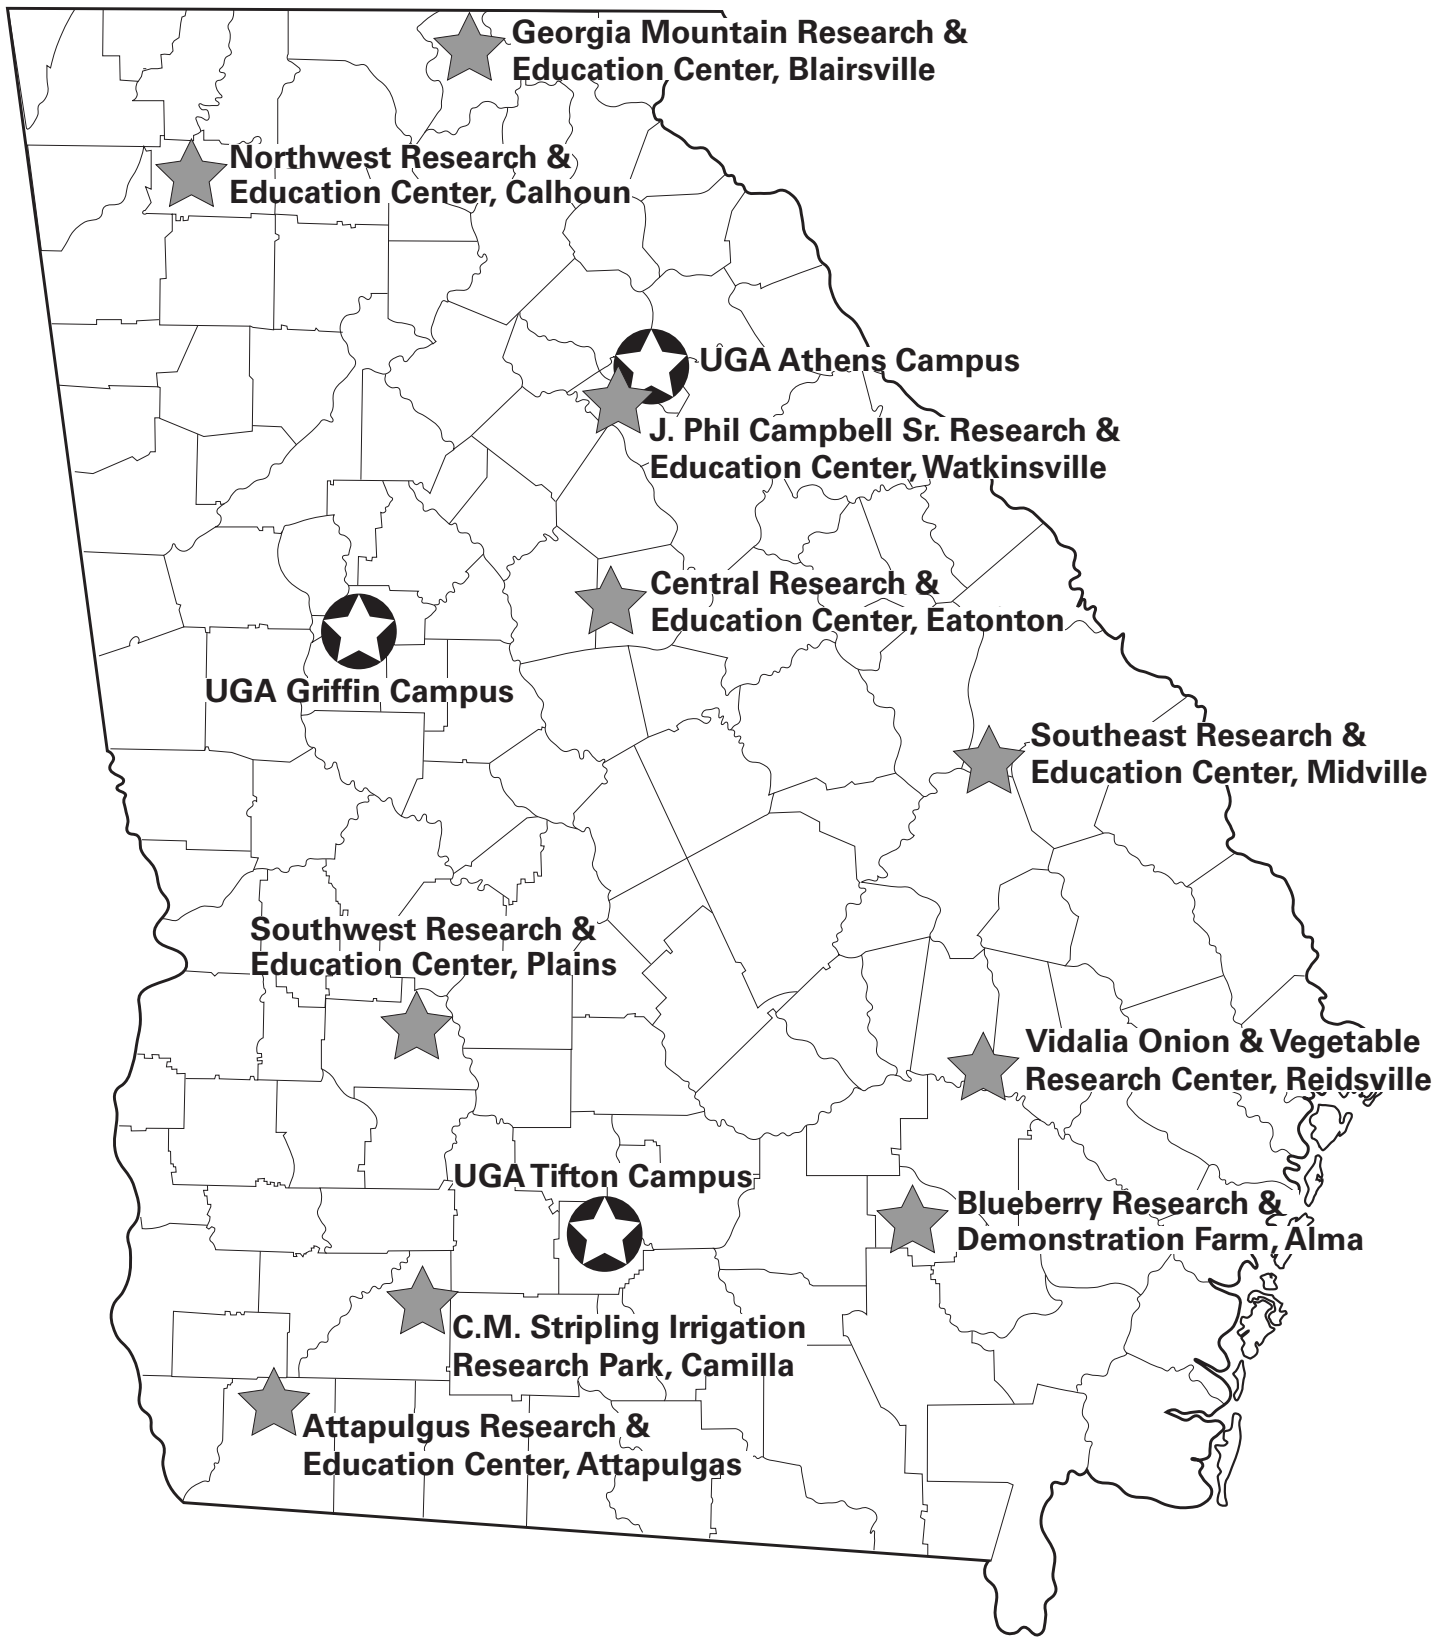 Georgia Mountain Research &
Education Center, Blairsville
Northwest Research &
Education Center, Calhoun
UGA Athens Campus
J. Phil Campbell Sr. Research &
Education Center, Watkinsville
Central Research &
Education Center, Eatonton
UGA Griffin Campus
Southeast Research &
Education Center, Midville
Southwest Research &
Education Center, Plains
Vidalia Onion & Vegetable
Research Center, Reidsville
UGA Tifton Campus
Blueberry Research &
Demonstration Farm, Alma
C.M. Stripling Irrigation
Research Park, Camilla
Attapulgus Research &
Education Center, Attapulgas